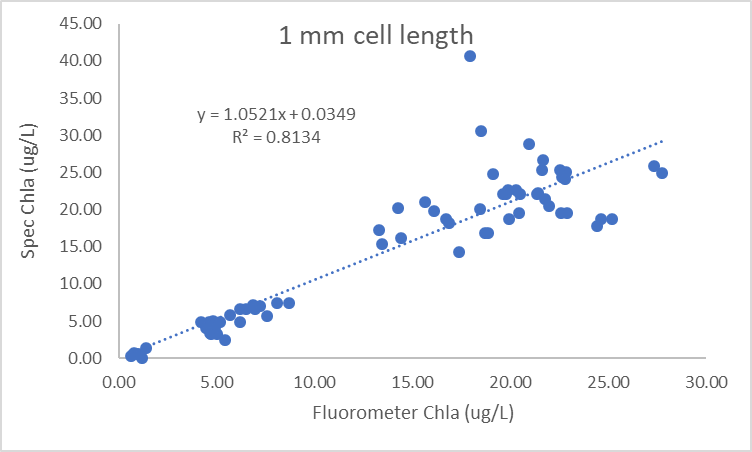 1 mm cell length
y = 1.0521x + 0.0349
R² = 0.8134
Spec Chla (ug/L)
45.00
40.00
35.00
30.00
25.00
20.00
15.00
10.00
5.00
0.00
0.00 5.00 10.00 15.00 20.00 25.00 30.00
Fluorometer Chla (ug/L)